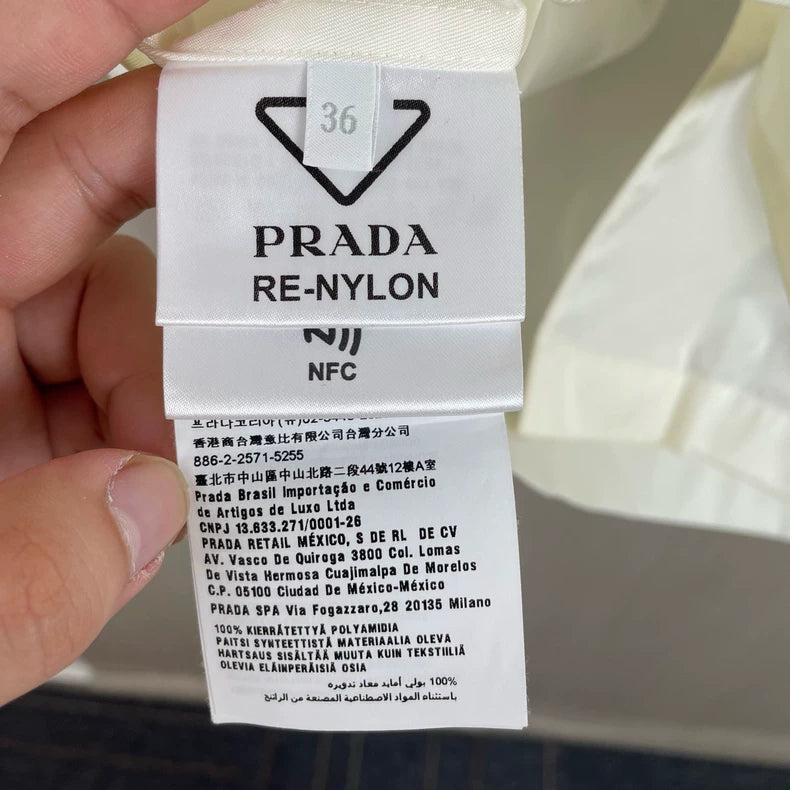 36
PRADA
RE-NYLON
NFC
香港商台灣意比有限公司台灣分公司
886-2-2571-5255
臺北市中山區中山北路二段44號12樓A室
Prada Brasil Importação e Comércio
de Artigos de Luxo Ltda
CNPJ 13.633.271/0001-26
PRADA RETAIL MÉXICO, S DE RL DE CV
AV. Vasco De Quiroga 3800 Col. Lomas
De Vista Hermosa Cuajimalpa De Morelos
C.P. 05100 Ciudad De México-México
PRADA SPA Via Fogazzaro,28 20135 Milano
100% KIERRÄTETTYÄ POLYAMIDIA
PAITSI SYNTEETTISTÄ MATERIAALIA OLEVA
HARTSAUS SISÄLTÄÄ MUUTA KUIN TEKSTIILIÄ
OLEVIA ELÄINPERÄISIÄ OSIA
100% بولي أمايد معاد تدويره
باستثناء المواد الاصطناعية المصنعة من الراتنج